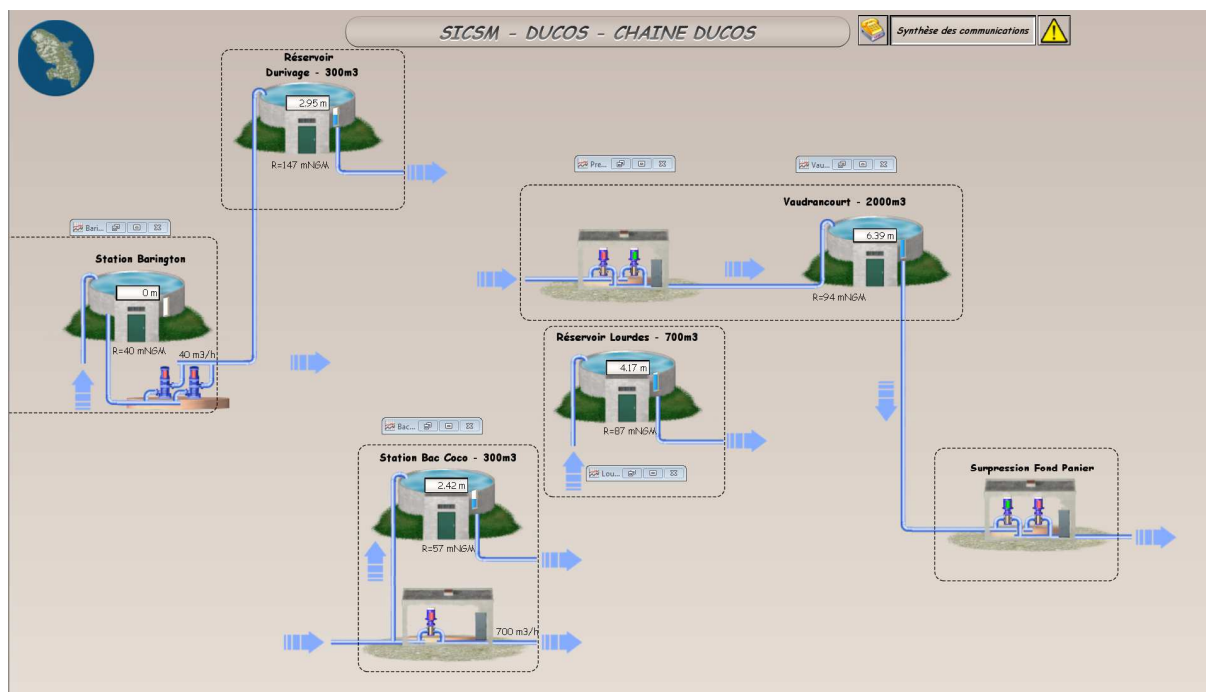 SICSM - DUCOS - CHAINE DUCOS
Synthèse des communications
Réservoir
Durivage - 300m3
2.95 m
R=147 mNGM
Pre...
Vau...
Vaudrancourt - 2000m3
6.39 m
R=94 mNGM
Bari...
Station Barington
0 m
R=40 mNGM
40 m3/h
Réservoir Lourdes - 700m3
4.17 m
R=87 mNGM
Lou...
Bac...
Station Bac Coco - 300m3
2.42 m
R=57 mNGM
700 m3/h
Surpression Fond Panier